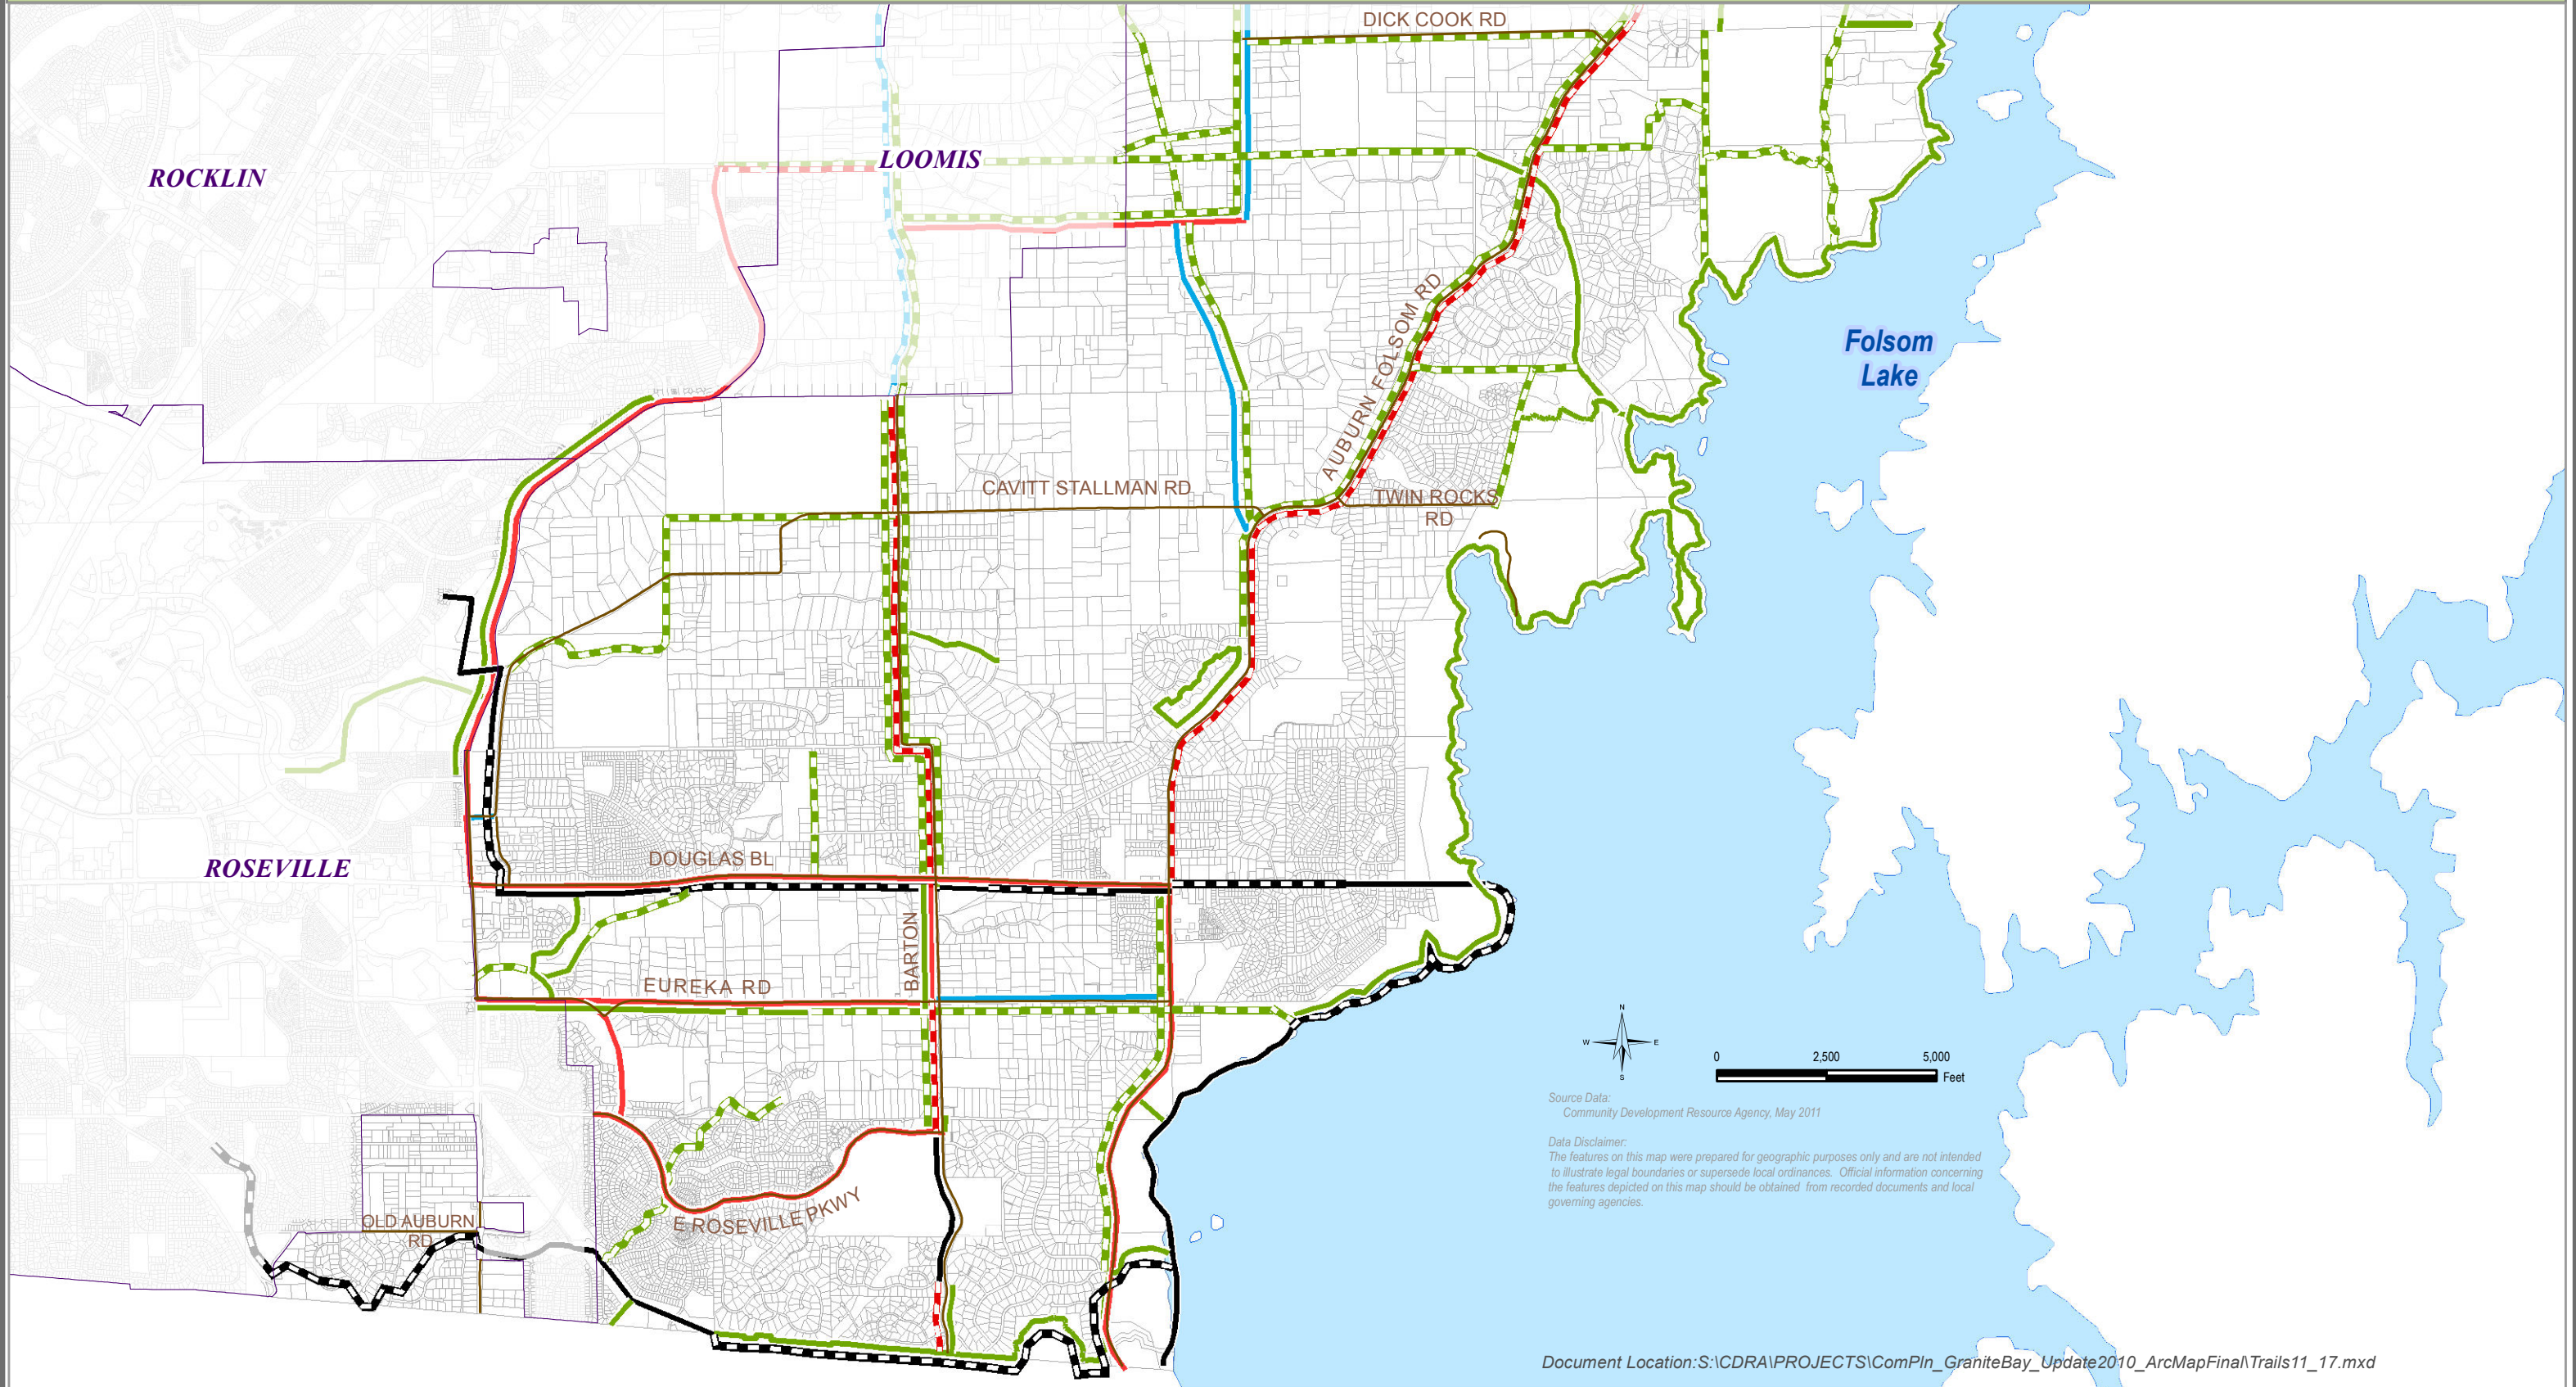 DICK COOK RD
LOOMIS
ROCKLIN
AUBURN FOLSOM RD
Folsom
Lake
CAVITT STALLMAN RD
TWIN ROCKS
RD
DOUGLAS BL
ROSEVILLE
BARTON
EUREKA RD
N
W
E
S
0
2,500
5,000
Feet
Source Data:
Community Development Resource Agency, May 2011
Data Disclaimer:
The features on this map were prepared for geographic purposes only and are not intended
to illustrate legal boundaries or supersede local ordinances. Official information concerning
the features depicted on this map should be obtained from recorded documents and local
governing agencies.
E ROSEVILLE PKWY
OLD AUBURN
RD
Document Location:S:\CDRA\PROJECTS\ComPln_GraniteBay_Update2010_ArcMapFinal\Trails11_17.mxd